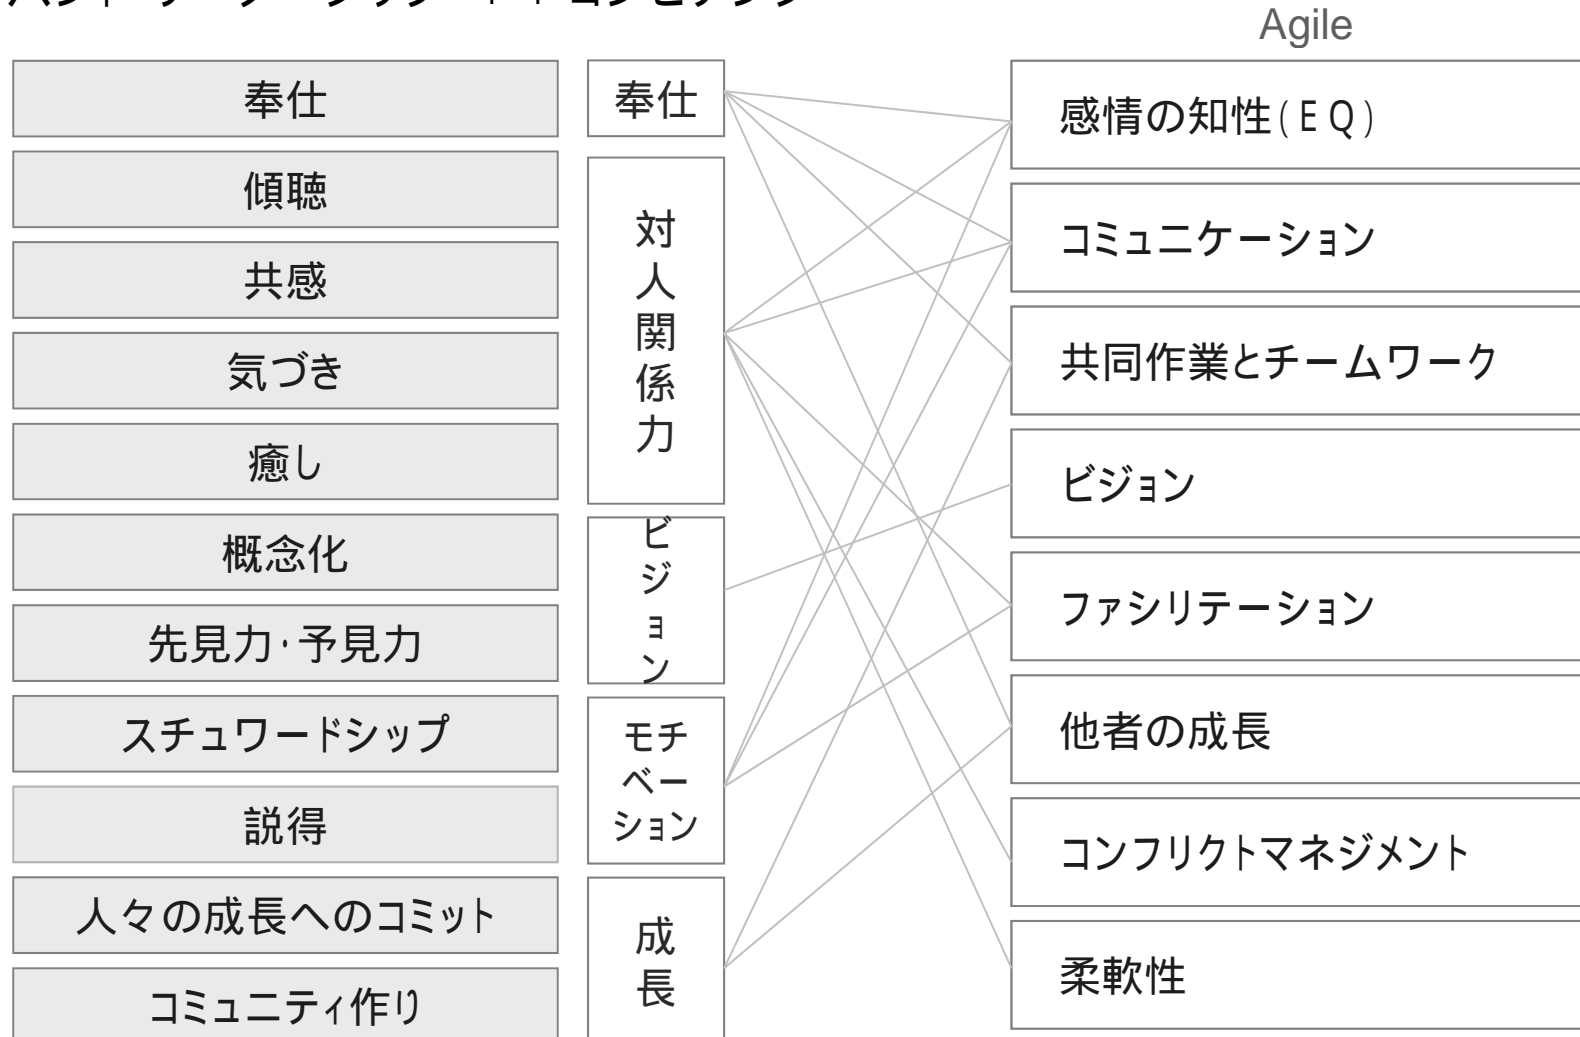 Agile
奉仕
傾聴
共感
気づき
癒し
概念化
先見力・予見力
スチュワードシップ
説得
人々の成長へのコミット
コミュニティ作り
奉仕
対人関係力
ビジョン
モチ
ベー
ション
成長
感情の知性(EQ)
コミュニケーション
共同作業とチームワーク
ビジョン
ファシリテーション
他者の成長
コンフリクトマネジメント
柔軟性